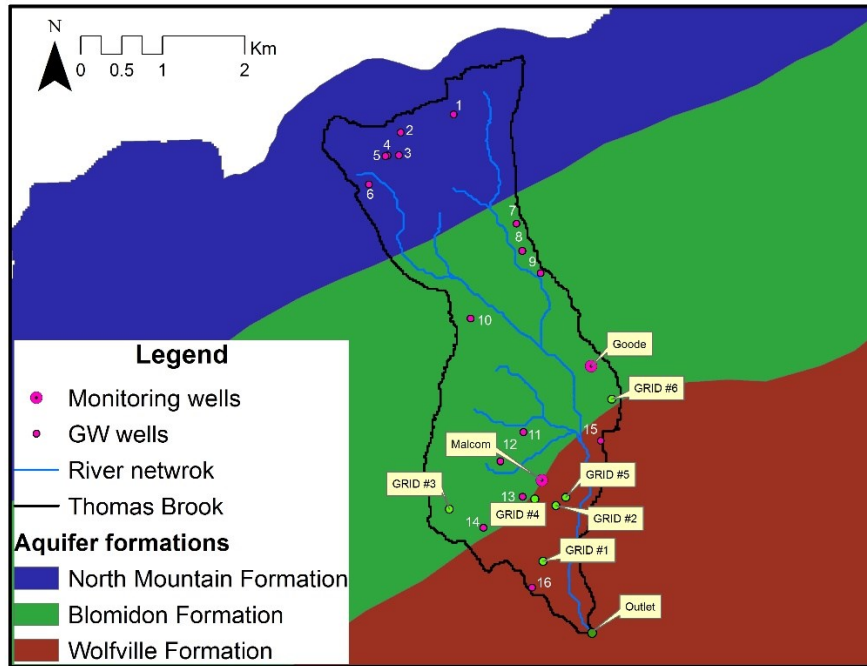 N
Km
0 0.5 1 2
1
2
4
5 3
6
7
8
9
10
Goode
GRID #6
15
11
Malcom
12
GRID #3
13
GRID #5
GRID #4
GRID #2
14
GRID #1
16
Outlet
Legend
Monitoring wells
GW wells
River netwrok
Thomas Brook
Aquifer formations
North Mountain Formation
Blomidon Formation
Wolfville Formation